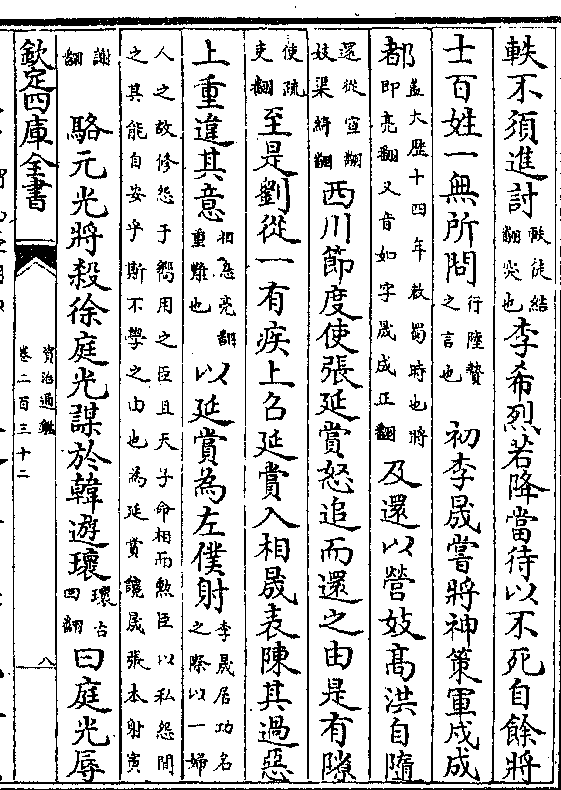 軼不須進討軼徒結翻突也李希烈若降當待以不死自餘將
士百姓一無所問行陸贄之言也　初李晟嘗將神策軍戍成
都蓋大歷十四年救蜀時也將即亮翻又音如字晟成正翻及還以營妓高洪自隨
還從宣翻妓渠綺翻西川節度使張延賞怒追而還之由是有隙
使疏吏翻至是劉從一有疾上召延賞入相晟表陳其過惡
上重違其意相息亮翻重難也以延賞為左僕射李晟居功名之際以一婦
人之故修怨于嚮用之臣且天子命相而勲臣以私怨間之其能自安乎斯不學之由也為延賞䜛晟張本射寅
謝翻　駱元光將殺徐庭光謀於韓遊瓌瓌古回翻曰庭光辱
欽定四庫全書
資治通鑑
卷二百三十二
八